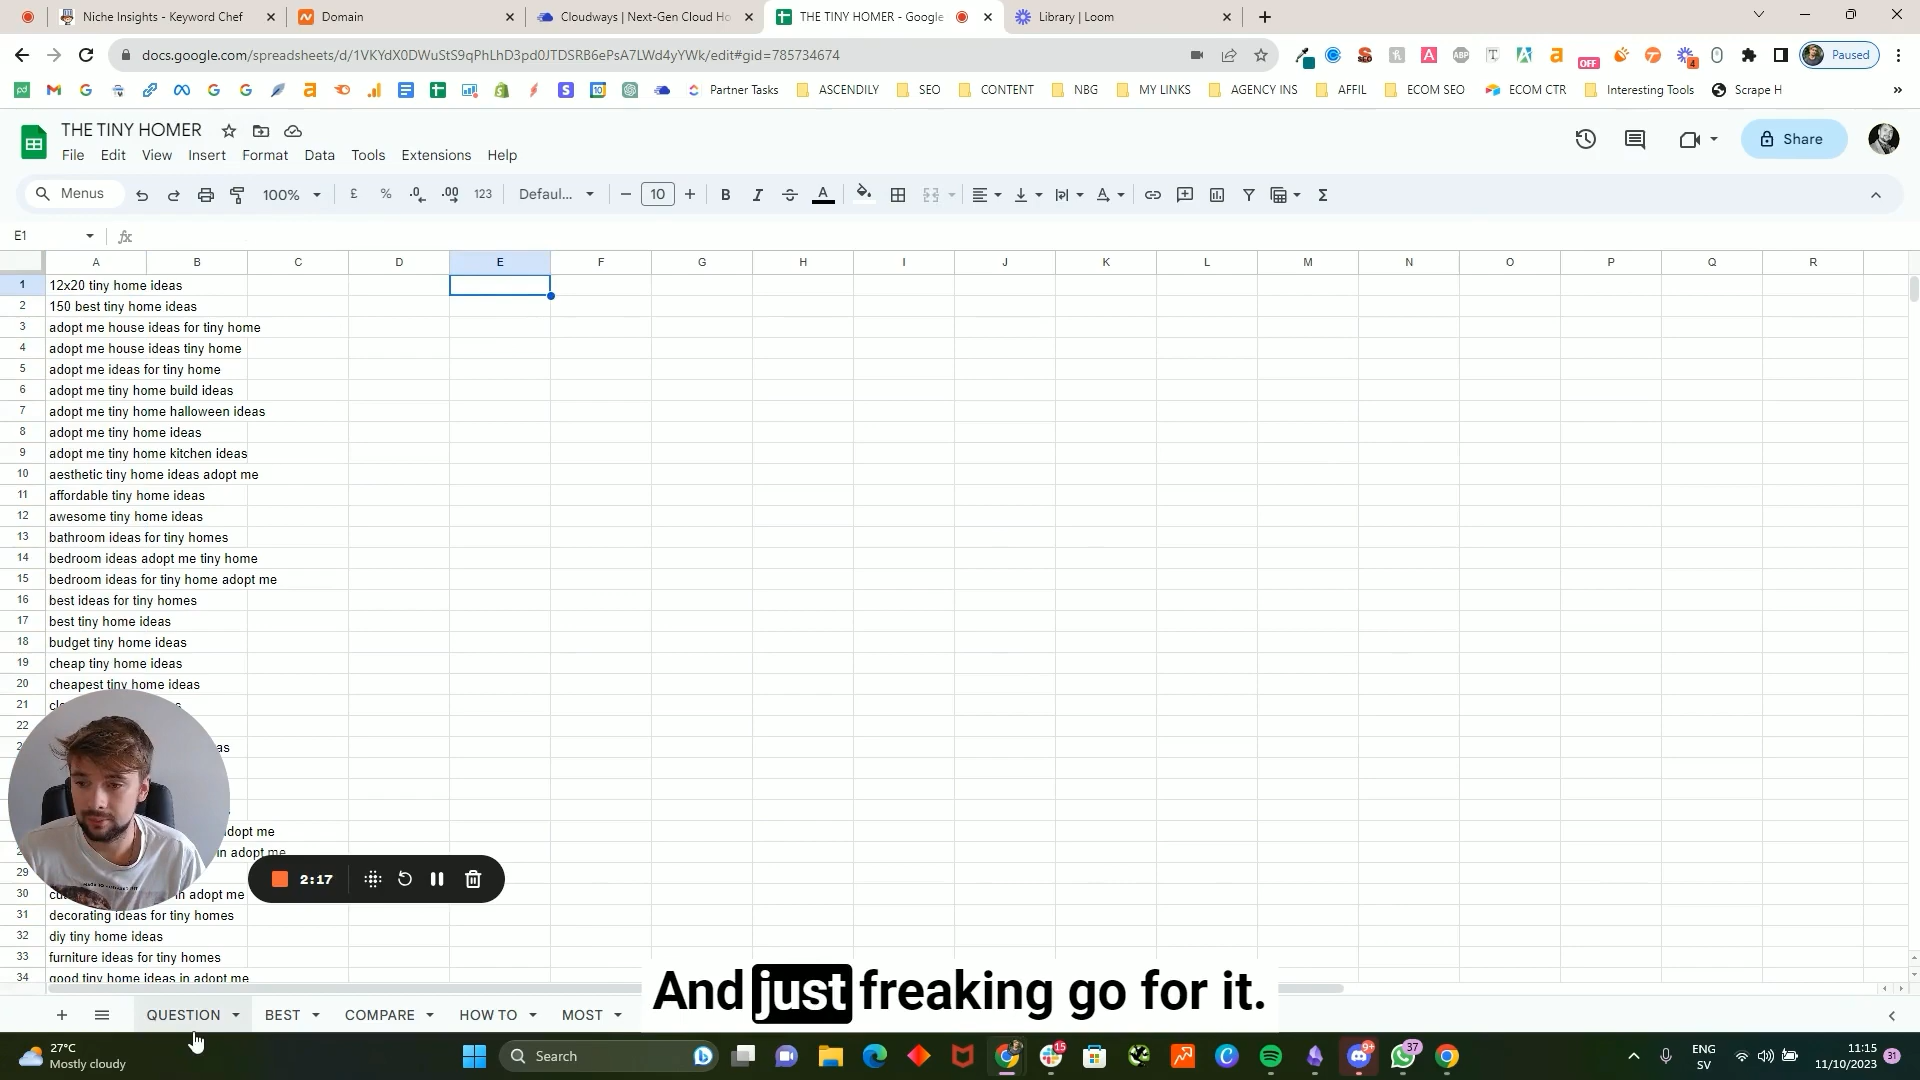 Niche Insights - Keyword Chef
Domain
Cloudways | Next-Gen Cloud Ho
THE TINY HOMER - Google
Library | Loom
docs.google.com/spreadsheets/d/1VKYdX0DWuStS9qPhLhD3pd0JTDSRB6ePsA7LWd4yYWk/edit#gid=785734674
OFF
4
Paused
Partner Tasks
ASCENDILY
SEO
CONTENT
NBG
MY LINKS
AGENCY INS
AFFIL
ECOM SEO
ECOM CTR
Interesting Tools
Scrape H
THE TINY HOMER
File Edit View Insert Format Data Tools Extensions Help
Share
Menus 100% £ % .0 .00 123 Defaul... 10 B I A
E1
A B C D E F G H I J K L M N O P Q R
1 12x20 tiny home ideas
2 150 best tiny home ideas
3 adopt me house ideas for tiny home
4 adopt me house ideas tiny home
5 adopt me ideas for tiny home
6 adopt me tiny home build ideas
7 adopt me tiny home halloween ideas
8 adopt me tiny home ideas
9 adopt me tiny home kitchen ideas
10 aesthetic tiny home ideas adopt me
11 affordable tiny home ideas
12 awesome tiny home ideas
13 bathroom ideas for tiny homes
14 bedroom ideas adopt me tiny home
15 bedroom ideas for tiny home adopt me
16 best ideas for tiny homes
17 best tiny home ideas
18 budget tiny home ideas
19 cheap tiny home ideas
20 cheapest tiny home ideas
21
22
as
adopt me
in adopt me
29
30 in adopt me
2:17
31 decorating ideas for tiny homes
32 diy tiny home ideas
33 furniture ideas for tiny homes
34 good tiny home ideas in adopt me
And just freaking go for it.
QUESTION BEST COMPARE HOW TO MOST
27°C
Mostly cloudy
Search
15
9+
37
ENG
SV
11:15
11/10/2023
31